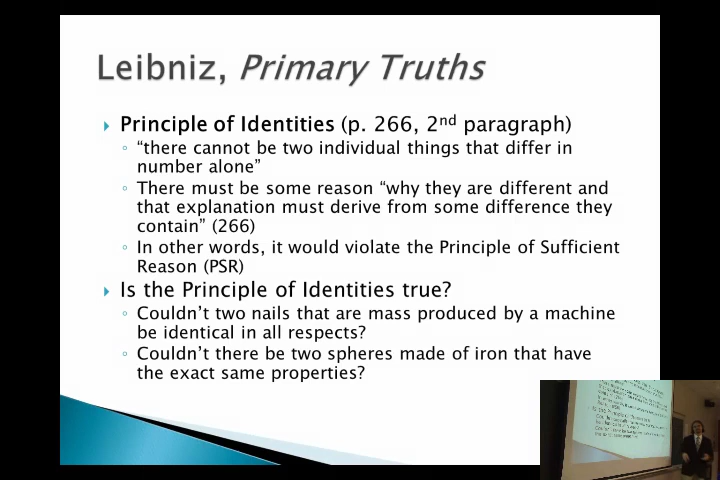 Leibniz, Primary Truths
Principle of Identities (p. 266, 2nd paragraph)
“there cannot be two individual things that differ in
number alone”
There must be some reason “why they are different and
that explanation must derive from some difference they
contain” (266)
In other words, it would violate the Principle of Sufficient
Reason (PSR)
Is the Principle of Identities true?
Couldn’t two nails that are mass produced by a machine
be identical in all respects?
Couldn’t there be two spheres made of iron that have
the exact same properties?